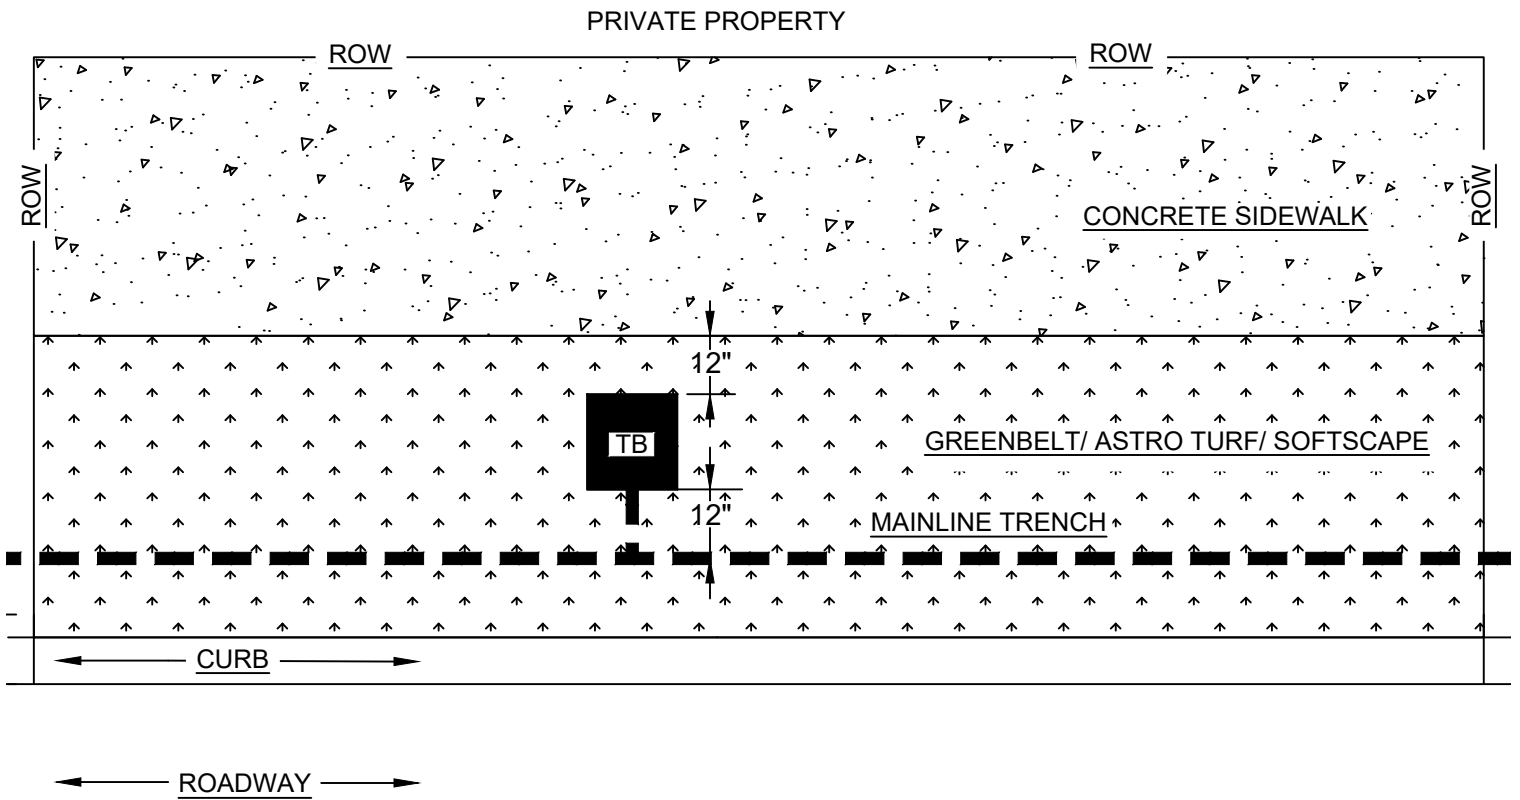 PRIVATE PROPERTY
ROW
ROW
ROW
ROW
CONCRETE SIDEWALK
12"
TB
GREENBELT/ ASTRO TURF/ SOFTSCAPE
12"
MAINLINE TRENCH
CURB
ROADWAY